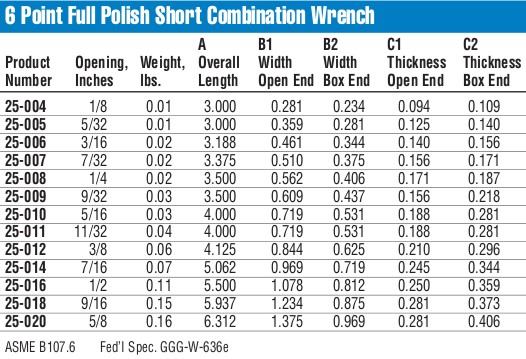 6 Point Full Polish Short Combination Wrench
A B1 B2 C1 C2
Product Opening, Weight, Overall Width Width Thickness Thickness
Number Inches lbs. Length Open End Box End Open End Box End
25-004 1/8 0.01 3.000 0.281 0.234 0.094 0.109
25-005 5/32 0.01 3.000 0.359 0.281 0.125 0.140
25-006 3/16 0.02 3.188 0.461 0.344 0.140 0.156
25-007 7/32 0.02 3.375 0.510 0.375 0.156 0.171
25-008 1/4 0.02 3.500 0.562 0.406 0.171 0.187
25-009 9/32 0.03 3.500 0.609 0.437 0.156 0.218
25-010 5/16 0.03 4.000 0.719 0.531 0.188 0.281
25-011 11/32 0.04 4.000 0.719 0.531 0.188 0.281
25-012 3/8 0.06 4.125 0.844 0.625 0.210 0.296
25-014 7/16 0.07 5.062 0.969 0.719 0.245 0.344
25-016 1/2 0.11 5.500 1.078 0.812 0.250 0.359
25-018 9/16 0.15 5.937 1.234 0.875 0.281 0.373
25-020 5/8 0.16 6.312 1.375 0.969 0.281 0.406
ASME B107.6 Fed'l Spec. GGG-W-636e